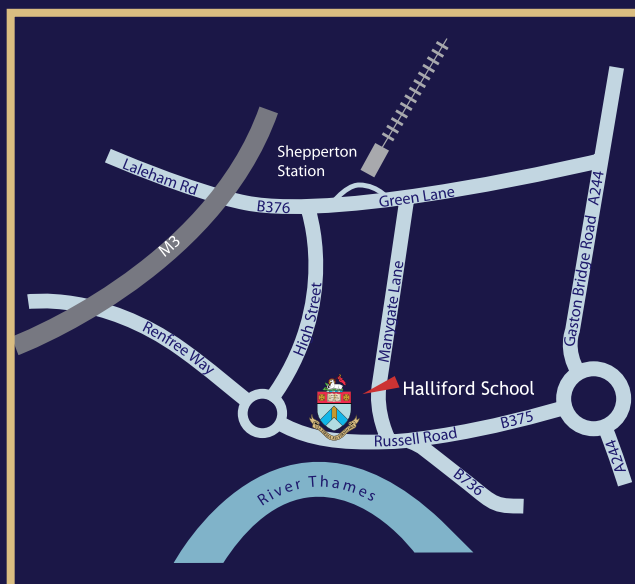 Shepperton
Station
Laleham Rd
B376
Green Lane
A244
M3
Gaston Bridge Road
High Street
Manygate Lane
Renfree Way
Halliford School
B375
Russell Road
A244
B736
River Thames